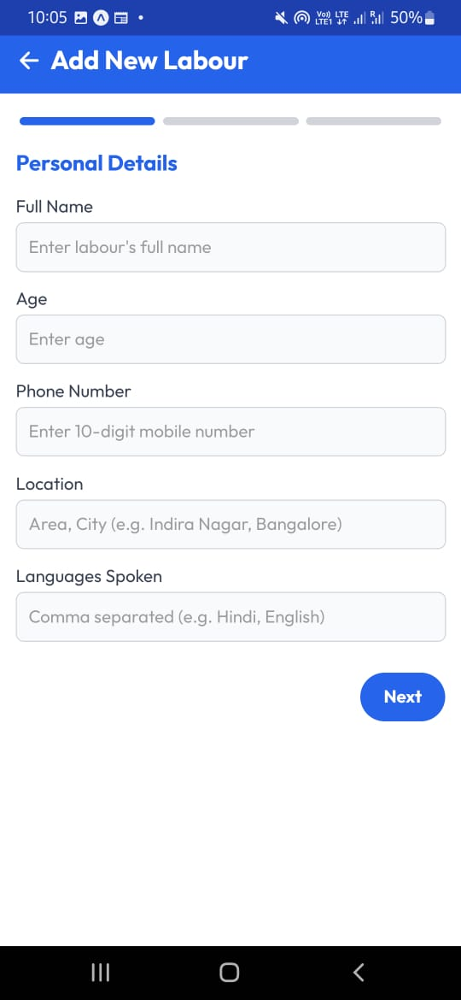 10:05
Vo)) LTE
LTE1
R
50%
Add New Labour
Personal Details
Full Name
Enter labour's full name
Age
Enter age
Phone Number
Enter 10-digit mobile number
Location
Area, City (e.g. Indira Nagar, Bangalore)
Languages Spoken
Comma separated (e.g. Hindi, English)
Next